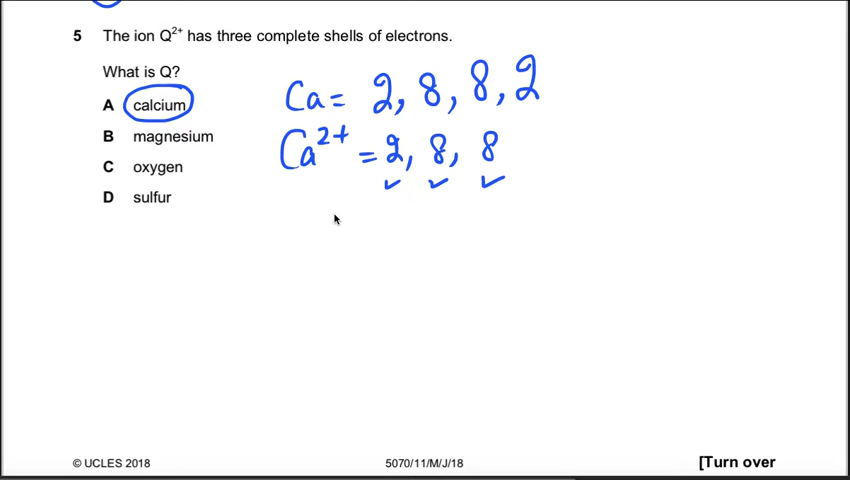 5 The ion Q²⁺ has three complete shells of electrons.
What is Q?
A calcium
B magnesium
C oxygen
D sulfur
Ca = 2, 8, 8, 2
Ca²⁺ = 2, 8, 8
© UCLES 2018 5070/11/M/J/18 [Turn over